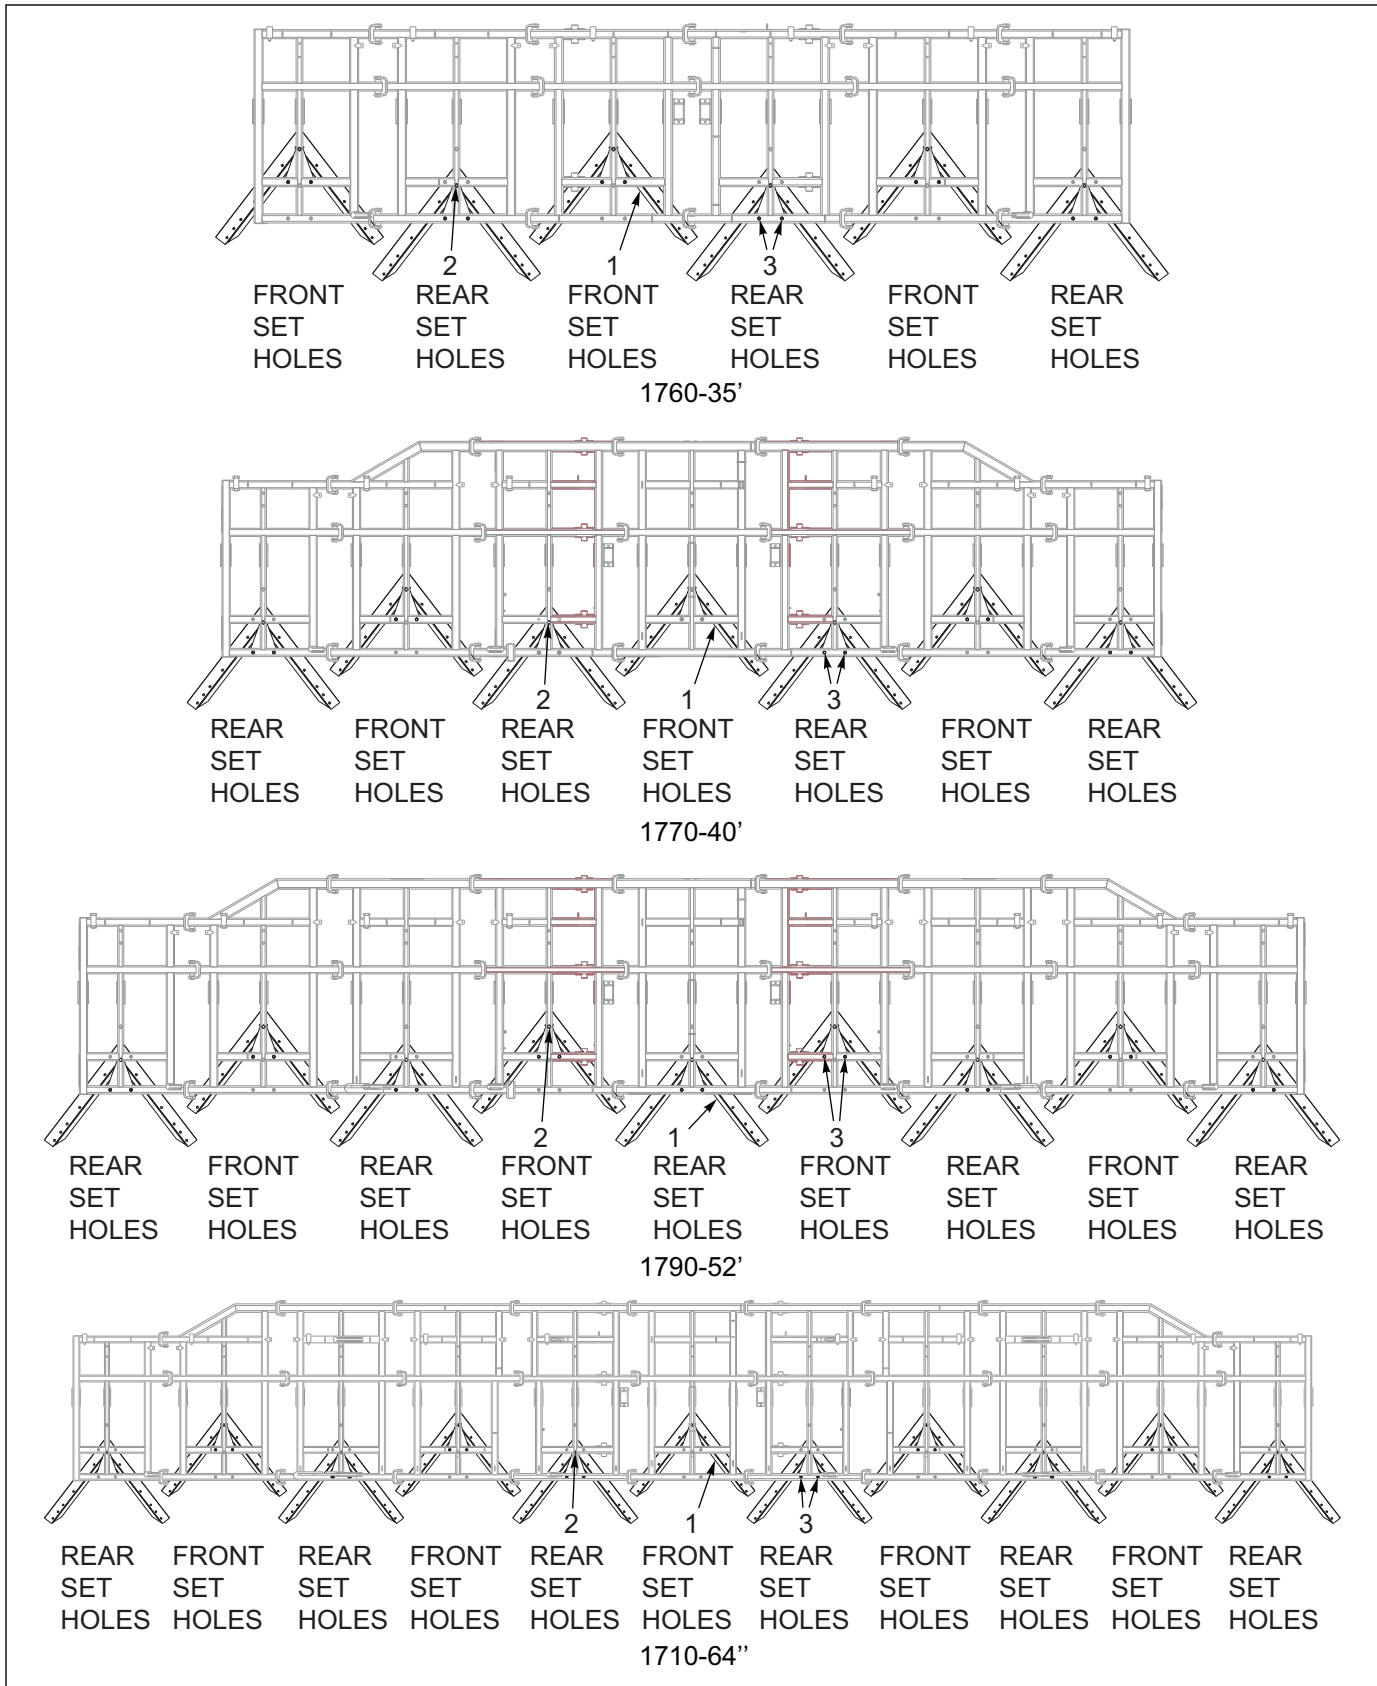 2 1 3
FRONT REAR FRONT REAR FRONT REAR
SET SET SET SET SET SET
HOLES HOLES HOLES HOLES HOLES HOLES
1760-35’
2 1 3
REAR FRONT REAR FRONT REAR FRONT REAR
SET SET SET SET SET SET SET
HOLES HOLES HOLES HOLES HOLES HOLES HOLES
1770-40’
2 1 3
REAR FRONT REAR FRONT REAR FRONT REAR FRONT REAR
SET SET SET SET SET SET SET SET SET
HOLES HOLES HOLES HOLES HOLES HOLES HOLES HOLES HOLES
1790-52’
2 1 3
REAR FRONT REAR FRONT REAR FRONT REAR FRONT REAR FRONT REAR
SET SET SET SET SET SET SET SET SET SET SET
HOLES HOLES HOLES HOLES HOLES HOLES HOLES HOLES HOLES HOLES HOLES
1710-64’’